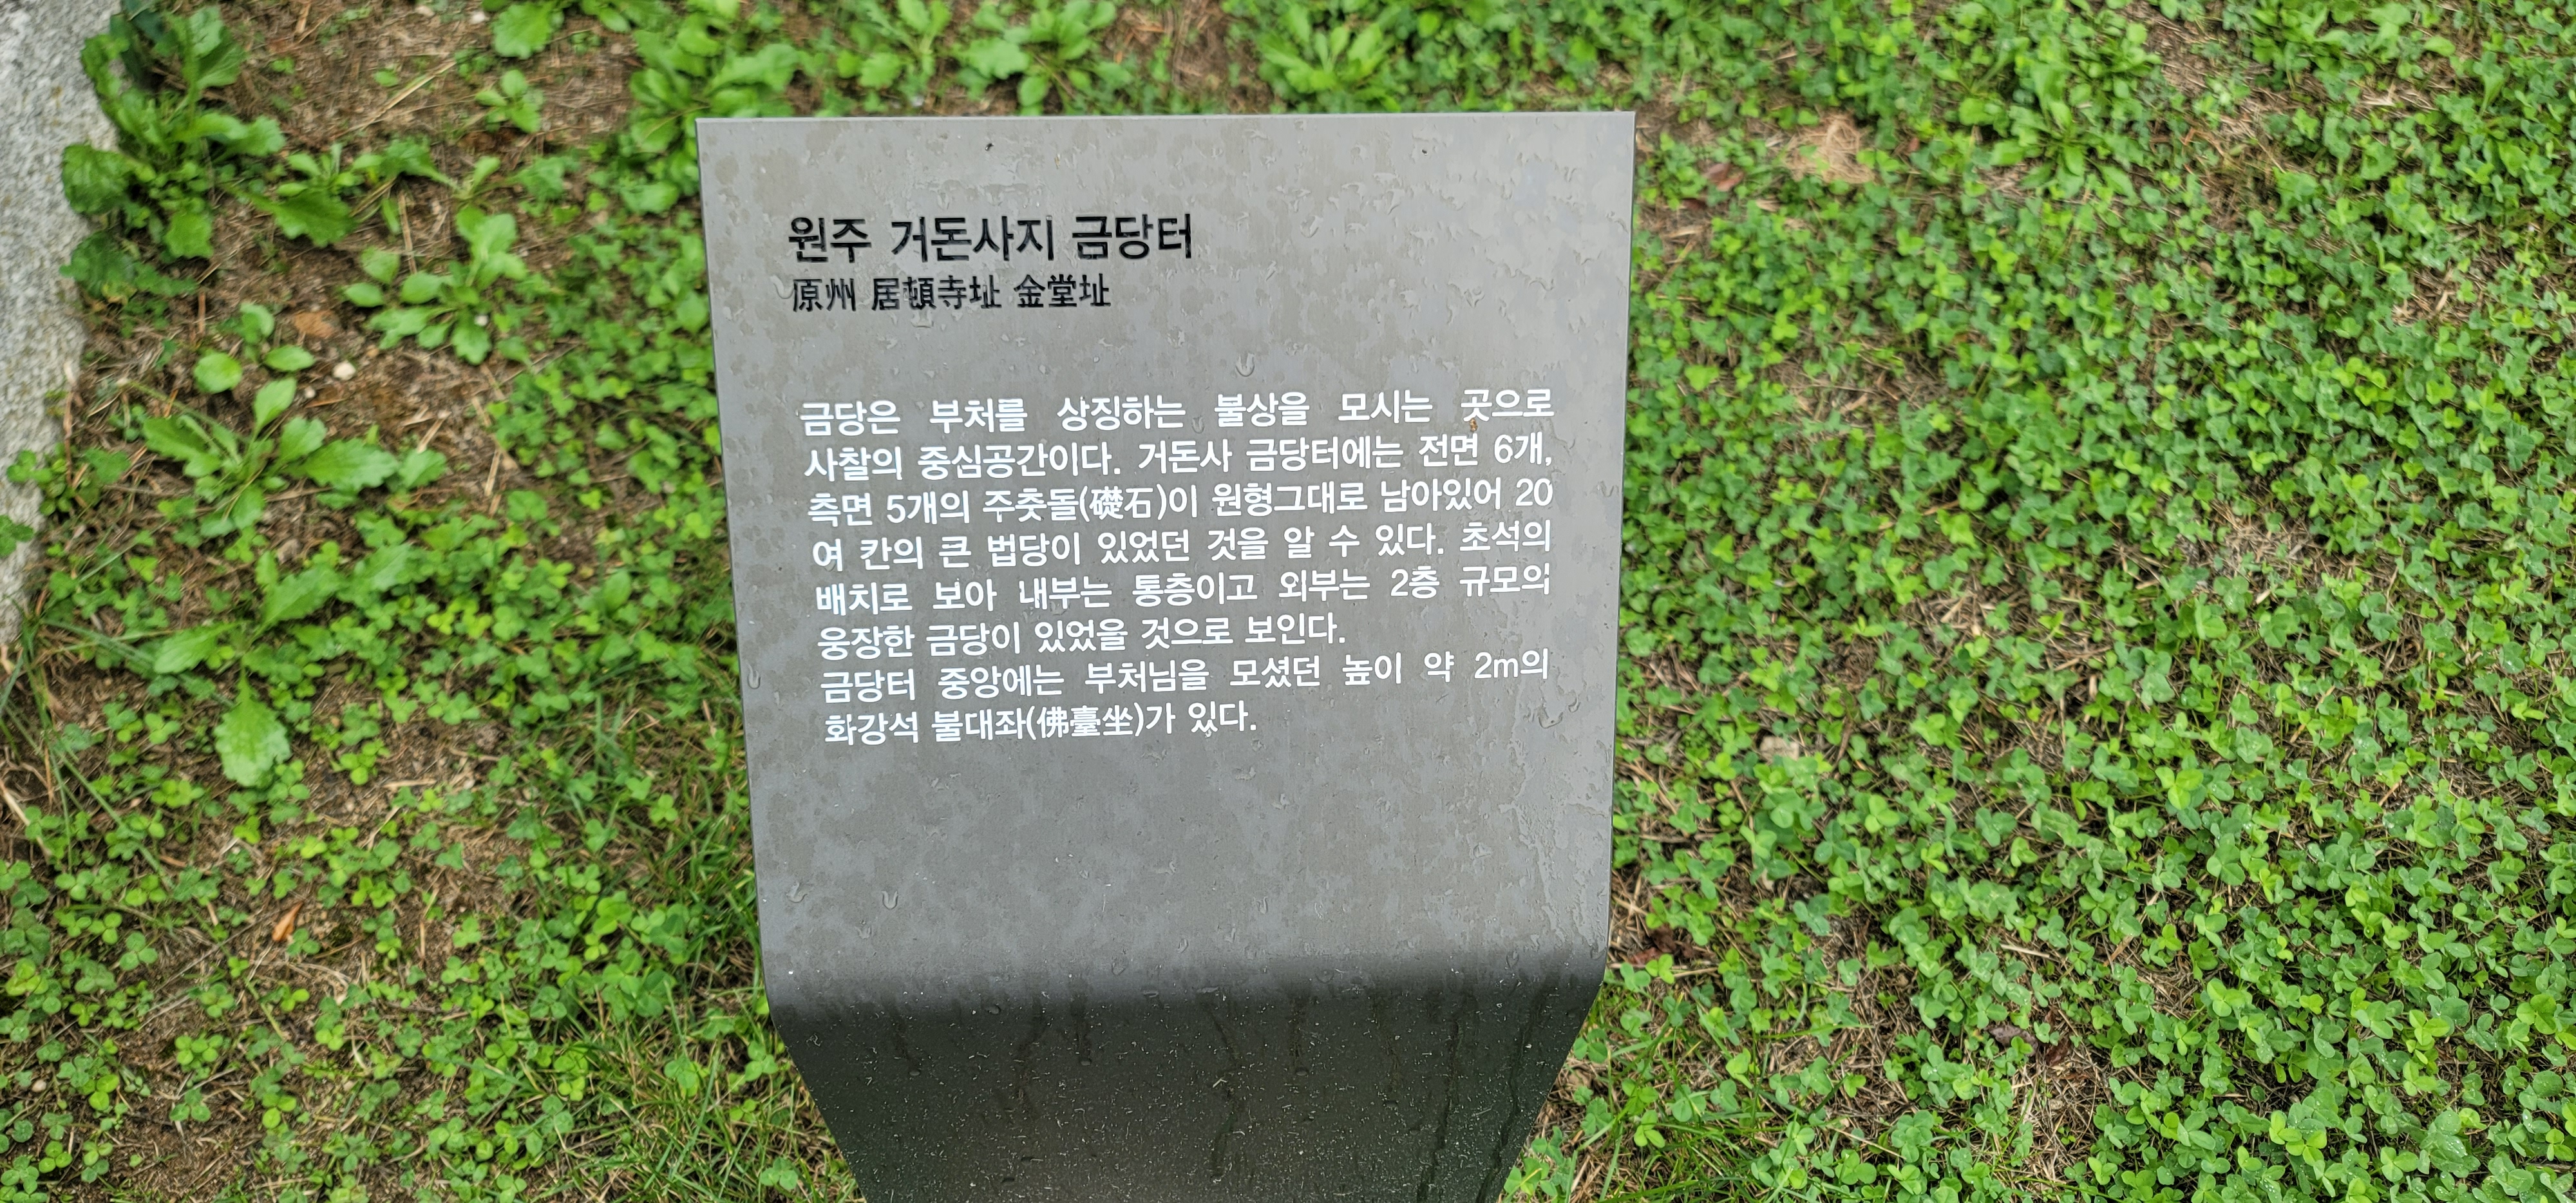 원주 거돈사지 금당터
原州 居頓寺址 金堂址
금당은 부처를 상징하는 불상을 모시는 곳으로
사찰의 중심공간이다. 거돈사 금당터에는 전면 6개,
측면 5개의 주춧돌(礎石)이 원형그대로 남아있어 20
여 칸의 큰 법당이 있었던 것을 알 수 있다. 초석의
배치로 보아 내부는 통층이고 외부는 2층 규모의
웅장한 금당이 있었을 것으로 보인다.
금당터 중앙에는 부처님을 모셨던 높이 약 2m의
화강석 불대좌(佛臺坐)가 있다.